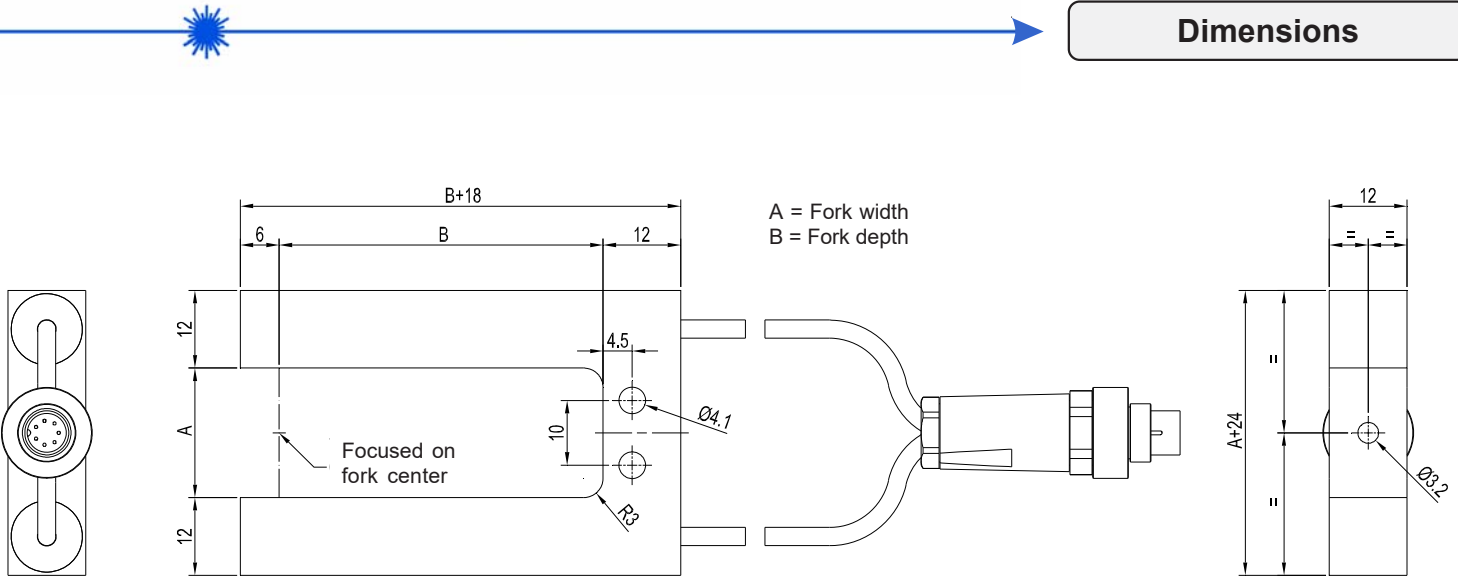 Dimensions
B+18
A = Fork width
B = Fork depth
12
6
B
12
=
=
12
4.5
=
Ø4.1
A
10
A+24
Focused on
fork center
Ø3.2
R3
=
12